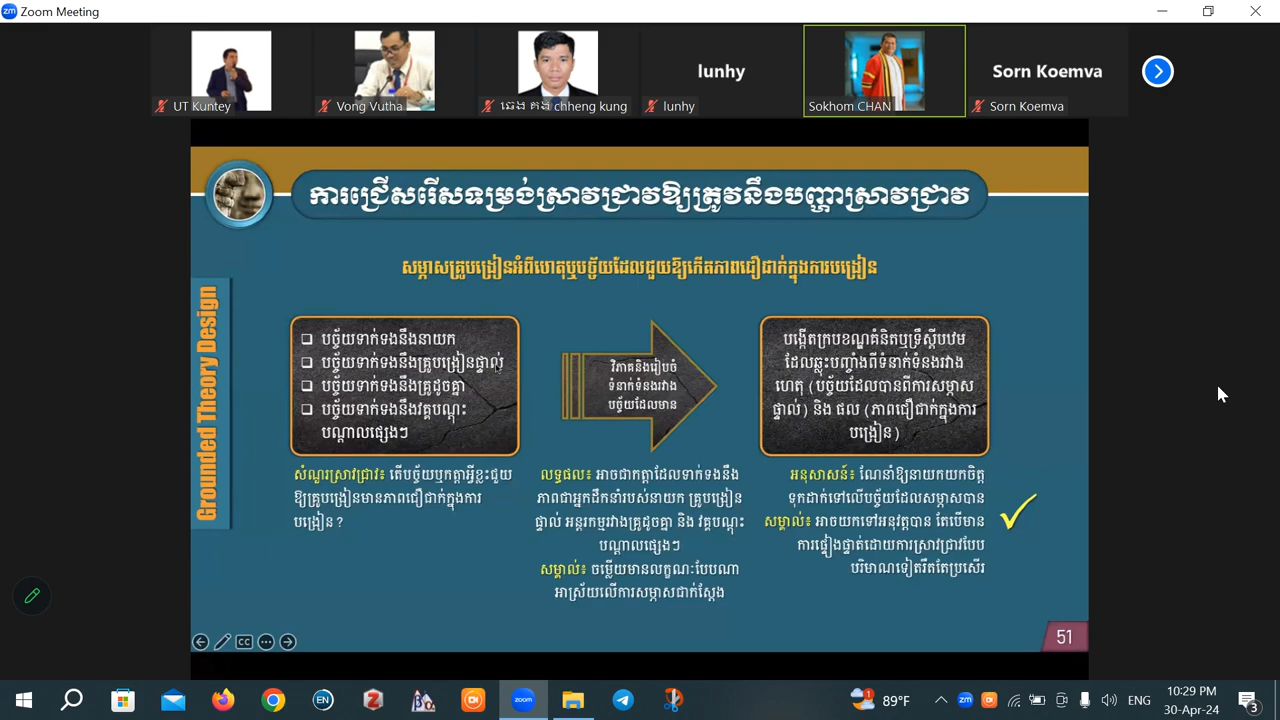 Zoom Meeting
UT Kuntey
Vong Vutha
ឆេង គង់ chheng kung
lunhy
lunhy
Sokhom CHAN
Sorn Koemva
Sorn Koemva
ការជ្រើសរើសទម្រង់ស្រាវជ្រាវឱ្យត្រូវនឹងបញ្ហាស្រាវជ្រាវ
សម្ភាសគ្រូបង្រៀនអំពីហេតុឬបច្ច័យដែលជួយឱ្យកើតភាពជឿជាក់ក្នុងការបង្រៀន
Grounded Theory Design
បច្ច័យទាក់ទងនឹងនាយក
បច្ច័យទាក់ទងនឹងគ្រូបង្រៀនផ្ទាល់
បច្ច័យទាក់ទងនឹងគ្រូដូចគ្នា
បច្ច័យទាក់ទងនឹងវគ្គបណ្តុះ
បណ្តាលផ្សេងៗ
វិភាគនិងរៀបចំ
ទំនាក់ទំនងរវាង
បច្ច័យដែលមាន
បង្កើតក្របខណ្ឌគំនិតឬទ្រឹស្តីបឋម
ដែលឆ្លុះបញ្ចាំងពីទំនាក់ទំនងរវាង
ហេតុ (បច្ច័យដែលបានពីការសម្ភាស
ផ្ទាល់) និង ផល (ភាពជឿជាក់ក្នុងការ
បង្រៀន)
សំណួរស្រាវជ្រាវ៖ តើបច្ច័យឬកត្តាអ្វីខ្លះជួយ
ឱ្យគ្រូបង្រៀនមានភាពជឿជាក់ក្នុងការ
បង្រៀន ?
លទ្ធផល៖ អាចជាកត្តាដែលទាក់ទងនឹង
ភាពជាអ្នកដឹកនាំរបស់នាយក គ្រូបង្រៀន
ផ្ទាល់ អន្តរកម្មរវាងគ្រូដូចគ្នា និង វគ្គបណ្តុះ
បណ្តាលផ្សេងៗ
សម្គាល់៖ ចម្លើយមានលក្ខណៈបែបណា
អាស្រ័យលើការសម្ភាសជាក់ស្តែង
អនុសាសន៍៖ ណែនាំឱ្យនាយកយកចិត្ត
ទុកដាក់ទៅលើបច្ច័យដែលសម្ភាសបាន
សម្គាល់៖ អាចយកទៅអនុវត្តបាន តែបើមាន
ការផ្ទៀងផ្ទាត់ដោយការស្រាវជ្រាវបែប
បរិមាណទៀតរឹតតែប្រសើរ
51
89°F
ENG
10:29 PM
30-Apr-24
3